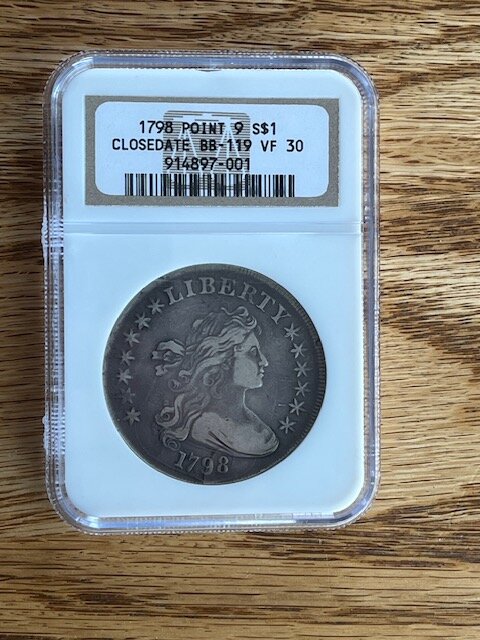 1798 POINT 9 S$1
CLOSEDATE BB-119 VF 30
914897-001
LIBERTY
1798